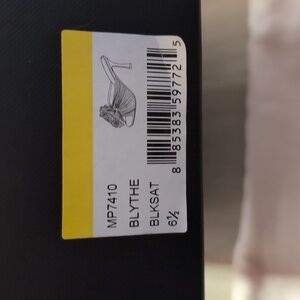 MP7410
BLYTHE
BLKSAT
6½
8 85383 59772 5